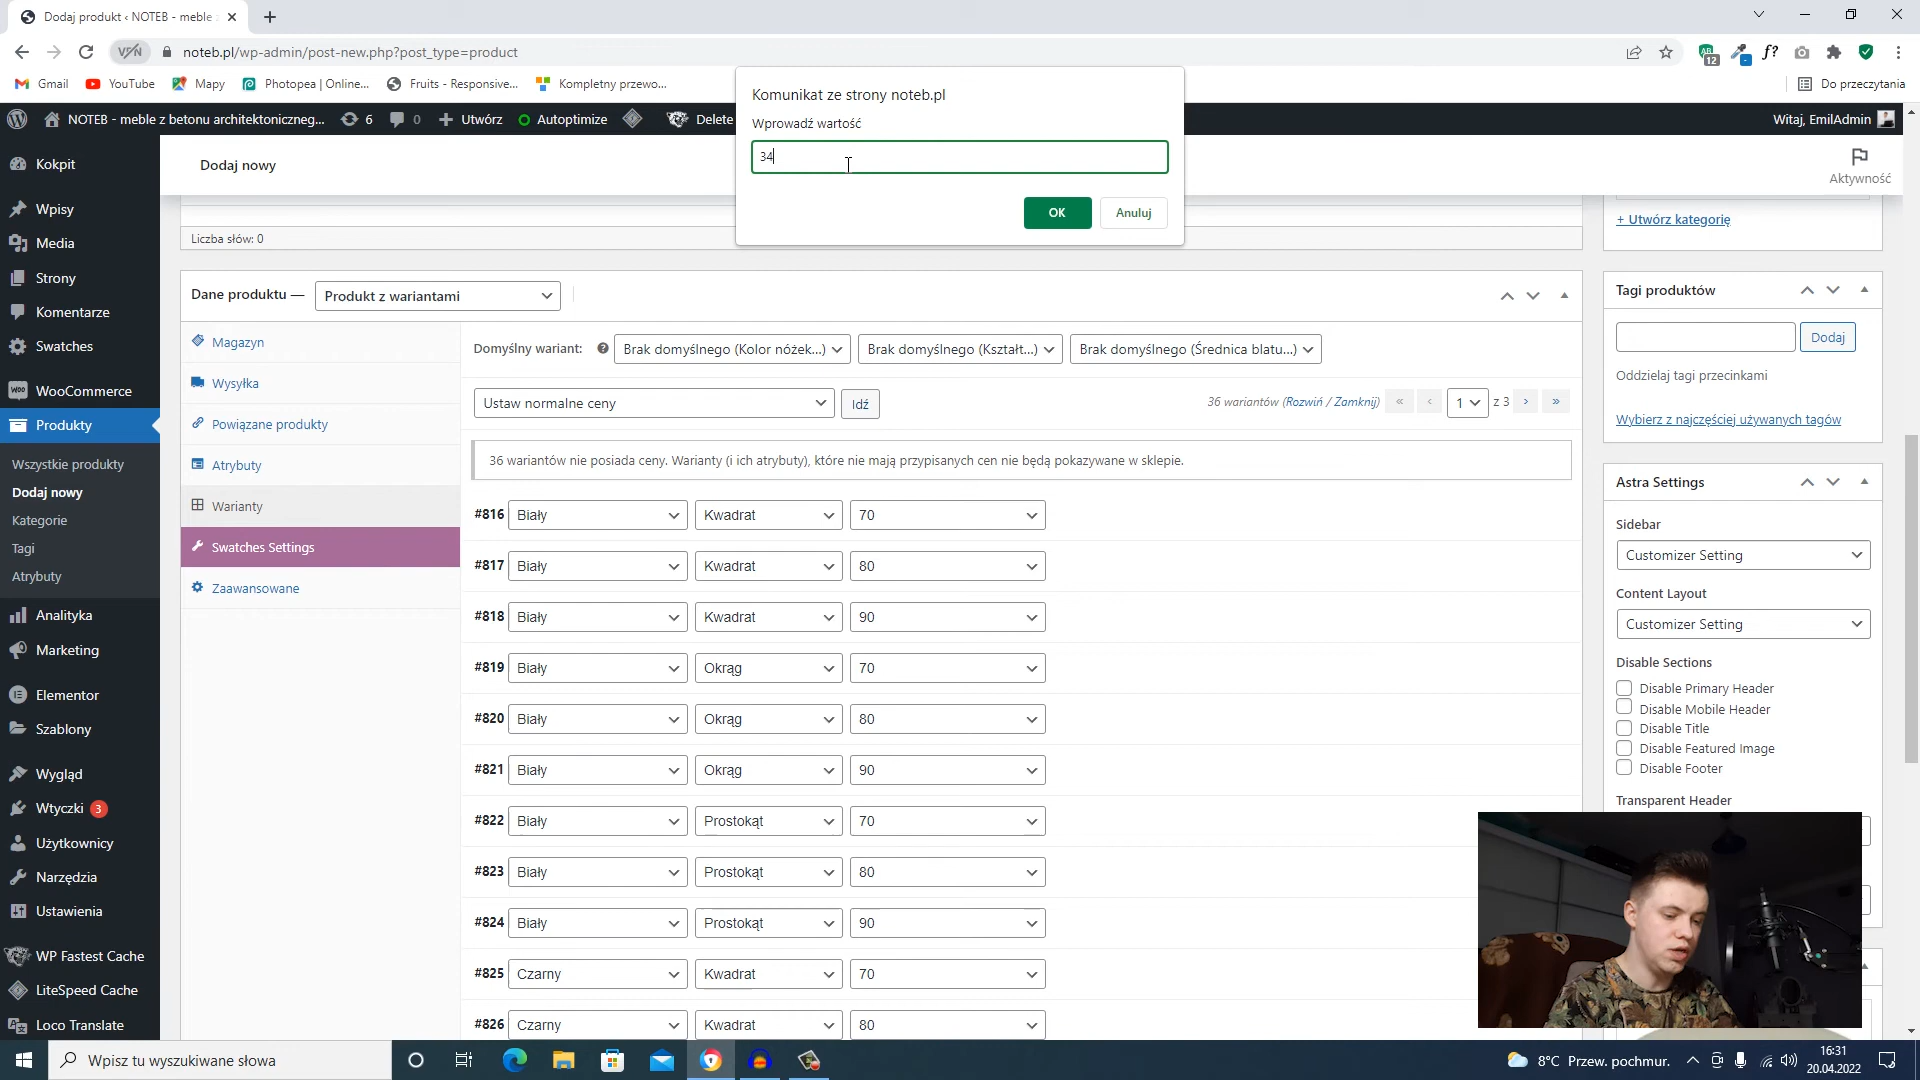 Dodaj produkt ‹ NOTEB - meble
noteb.pl/wp-admin/post-new.php?post_type=product
Gmail
YouTube
Mapy
Photopea | Online...
Fruits - Responsive...
Kompletny przewo...
Do przeczytania
12
NOTEB - meble z betonu architektoniczneg...
6
0
Utwórz
Autoptimize
Delete
Witaj, EmilAdmin
Komunikat ze strony noteb.pl
Wprowadź wartość
34
OK
Anuluj
Dodaj nowy
Aktywność
Kokpit
Wpisy
Media
Strony
Komentarze
Swatches
WooCommerce
Produkty
Wszystkie produkty
Dodaj nowy
Kategorie
Tagi
Atrybuty
Analityka
Marketing
Elementor
Szablony
Wygląd
Wtyczki 3
Użytkownicy
Narzędzia
Ustawienia
WP Fastest Cache
LiteSpeed Cache
Loco Translate
Liczba słów: 0
Dane produktu —
Produkt z wariantami
Magazyn
Wysyłka
Powiązane produkty
Atrybuty
Warianty
Swatches Settings
Zaawansowane
Domyślny wariant:
Brak domyślnego (Kolor nóżek...)
Brak domyślnego (Kształt...)
Brak domyślnego (Średnica blatu...)
Ustaw normalne ceny
Idź
36 wariantów (Rozwiń / Zamknij)
«
‹
1
z 3
›
»
36 wariantów nie posiada ceny. Warianty (i ich atrybuty), które nie mają przypisanych cen nie będą pokazywane w sklepie.
#816 Biały Kwadrat 70
#817 Biały Kwadrat 80
#818 Biały Kwadrat 90
#819 Biały Okrąg 70
#820 Biały Okrąg 80
#821 Biały Okrąg 90
#822 Biały Prostokąt 70
#823 Biały Prostokąt 80
#824 Biały Prostokąt 90
#825 Czarny Kwadrat 70
#826 Czarny Kwadrat 80
+ Utwórz kategorię
Tagi produktów
Dodaj
Oddzielaj tagi przecinkami
Wybierz z najczęściej używanych tagów
Astra Settings
Sidebar
Customizer Setting
Content Layout
Customizer Setting
Disable Sections
Disable Primary Header
Disable Mobile Header
Disable Title
Disable Featured Image
Disable Footer
Transparent Header
Wpisz tu wyszukiwane słowa
8°C Przew. pochmur.
16:31
20.04.2022